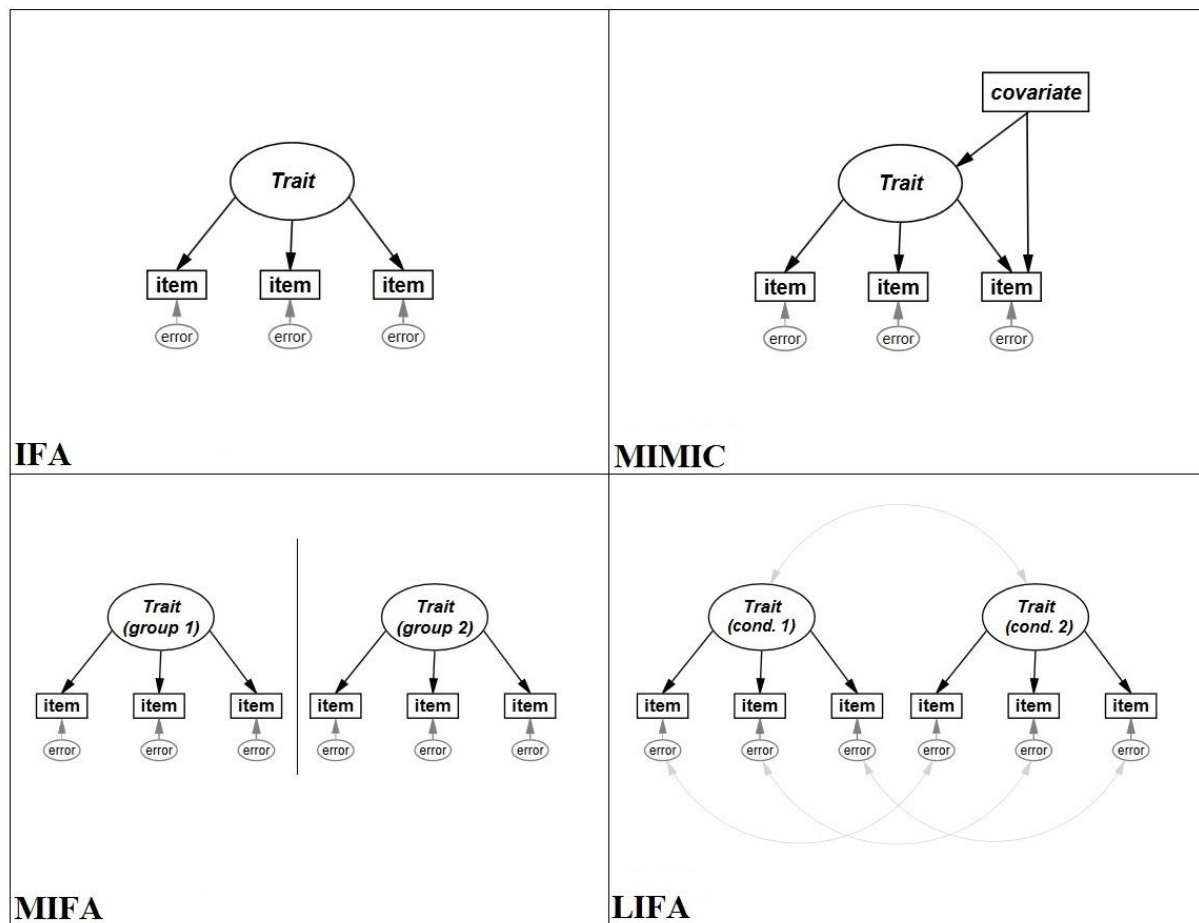 Trait
item item item
error error error
IFA
covariate
Trait
item item item
error error error
MIMIC
Trait
(group 1)
item item item
error error error
Trait
(group 2)
item item item
error error error
MIFA
Trait
(cond. 1)
item item item
error error error
Trait
(cond. 2)
item item item
error error error
LIFA